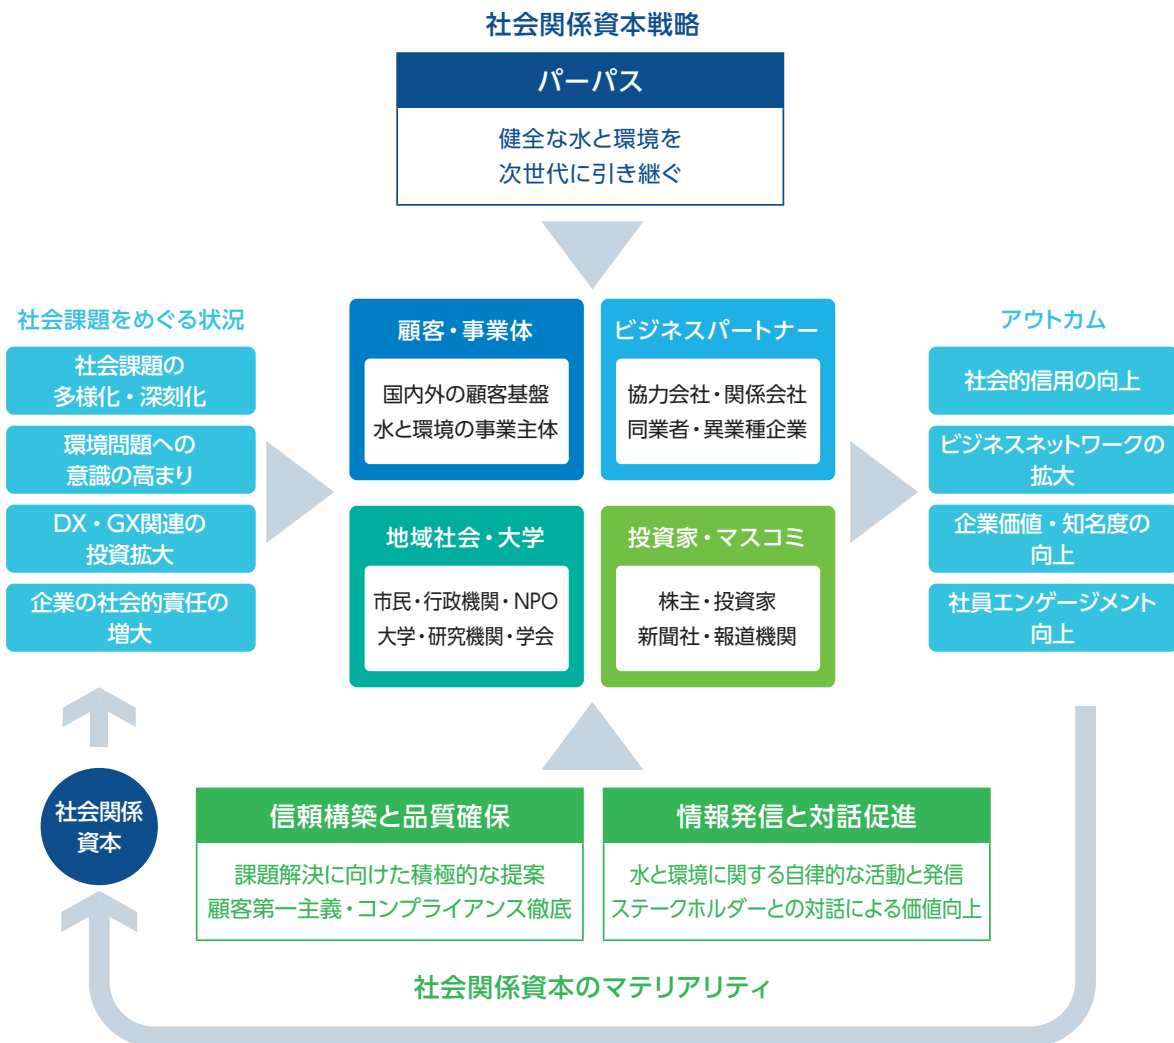 社会関係資本戦略
パーパス
健全な水と環境を
次世代に引き継ぐ
社会課題をめぐる状況
社会課題の
多様化・深刻化
環境問題への
意識の高まり
DX・GX関連の
投資拡大
企業の社会的責任の
増大
顧客・事業体
国内外の顧客基盤
水と環境の事業主体
ビジネスパートナー
協力会社・関係会社
同業者・異業種企業
地域社会・大学
市民・行政機関・NPO
大学・研究機関・学会
投資家・マスコミ
株主・投資家
新聞社・報道機関
アウトカム
社会的信用の向上
ビジネスネットワークの
拡大
企業価値・知名度の
向上
社員エンゲージメント
向上
社会関係
資本
信頼構築と品質確保
課題解決に向けた積極的な提案
顧客第一主義・コンプライアンス徹底
情報発信と対話促進
水と環境に関する自律的な活動と発信
ステークホルダーとの対話による価値向上
社会関係資本のマテリアリティ